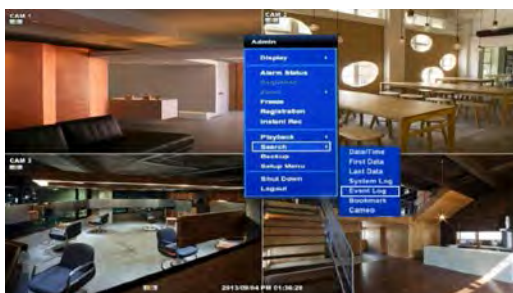 CAM 1
CAM 2
Admin
Display
Alarm Status
Zoom
Freeze
Registration
Instant Rec
Playback
Search
Backup
Setup Menu
Shut Down
Logout
Date/Time
First Data
Last Data
System Log
Event Log
Bookmark
Cameo
CAM 3
2013/09/04 PM 01:36:29